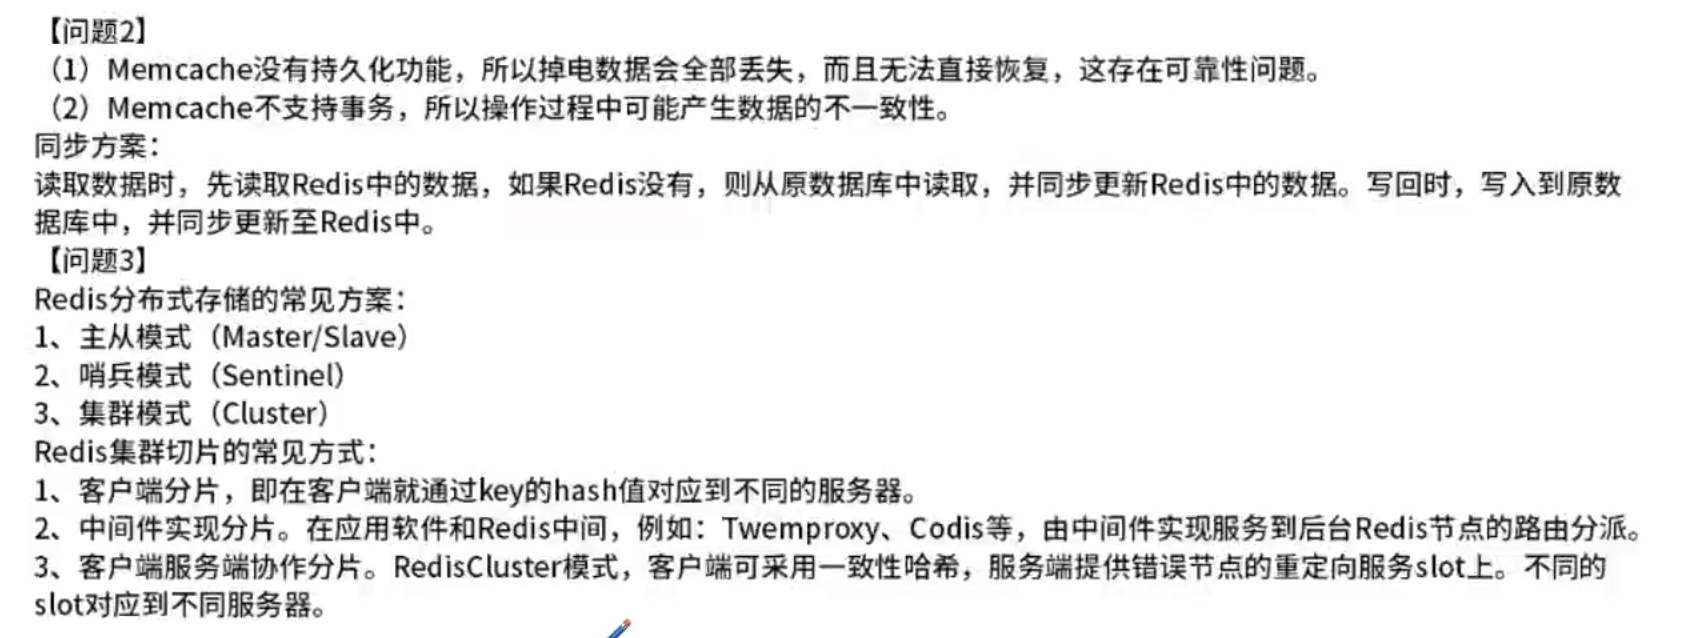 【问题2】
（1）Memcache没有持久化功能，所以掉电数据会全部丢失，而且无法直接恢复，这存在可靠性问题。
（2）Memcache不支持事务，所以操作过程中可能产生数据的不一致性。
同步方案：
读取数据时，先读取Redis中的数据，如果Redis没有，则从原数据库中读取，并同步更新Redis中的数据。写回时，写入到原数
据库中，并同步更新至Redis中。
【问题3】
Redis分布式存储的常见方案：
1、主从模式（Master/Slave）
2、哨兵模式（Sentinel）
3、集群模式（Cluster）
Redis集群切片的常见方式：
1、客户端分片，即在客户端就通过key的hash值对应到不同的服务器。
2、中间件实现分片。在应用软件和Redis中间，例如：Twemproxy、Codis等，由中间件实现服务到后台Redis节点的路由分派。
3、客户端服务端协作分片。RedisCluster模式，客户端可采用一致性哈希，服务端提供错误节点的重定向服务slot上。不同的
slot对应到不同服务器。